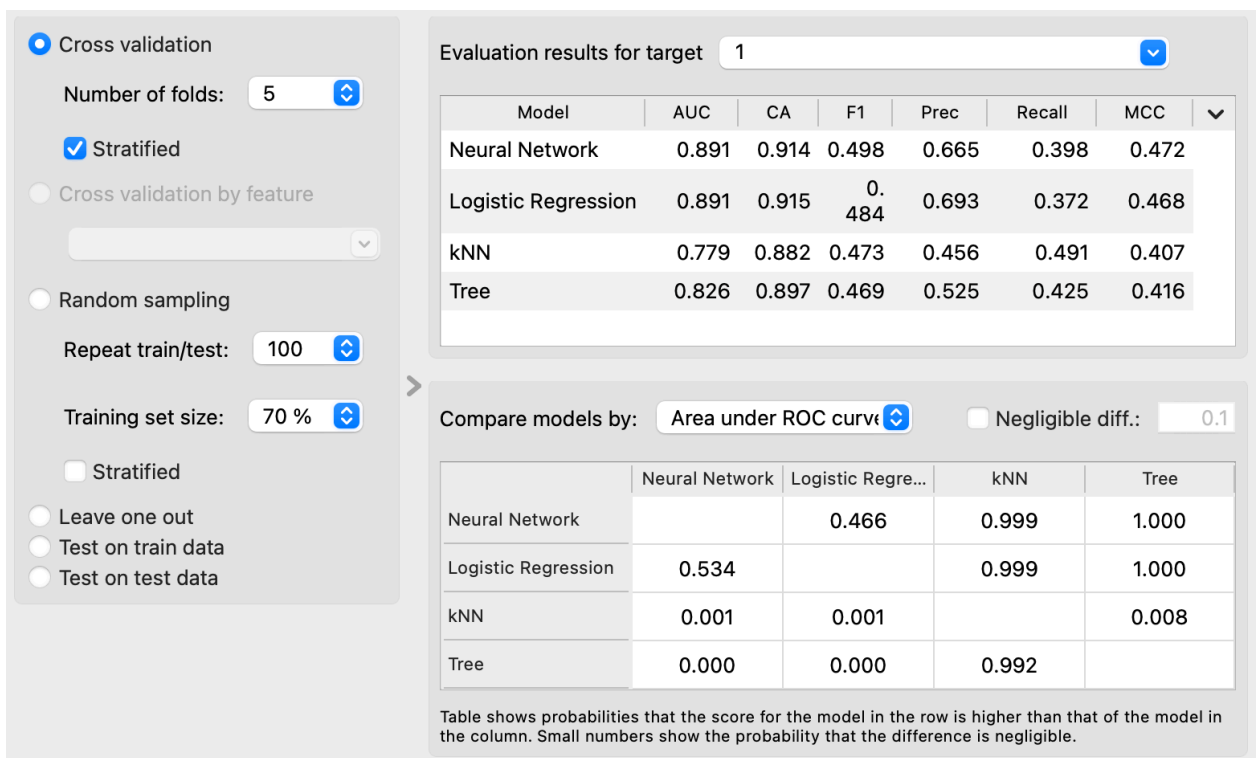 Cross validation
Number of folds: 5
Stratified
Cross validation by feature
Random sampling
Repeat train/test: 100
Training set size: 70 %
Stratified
Leave one out
Test on train data
Test on test data
>
Evaluation results for target 1
Model AUC CA F1 Prec Recall MCC
Neural Network 0.891 0.914 0.498 0.665 0.398 0.472
Logistic Regression 0.891 0.915 0. 484 0.693 0.372 0.468
kNN 0.779 0.882 0.473 0.456 0.491 0.407
Tree 0.826 0.897 0.469 0.525 0.425 0.416
Compare models by: Area under ROC curve Negligible diff.: 0.1
Neural Network Logistic Regre... kNN Tree
Neural Network 0.466 0.999 1.000
Logistic Regression 0.534 0.999 1.000
kNN 0.001 0.001 0.008
Tree 0.000 0.000 0.992
Table shows probabilities that the score for the model in the row is higher than that of the model in
the column. Small numbers show the probability that the difference is negligible.